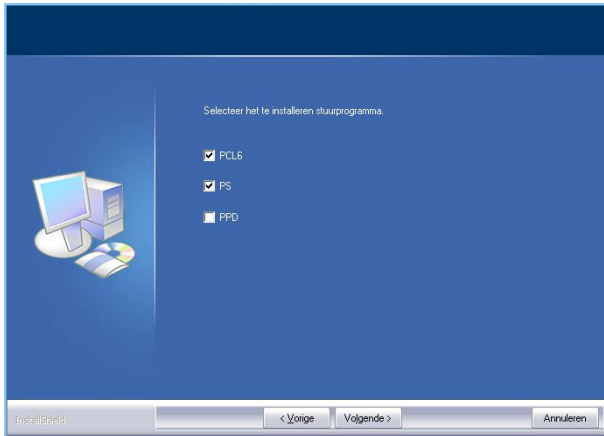 Selecteer het te installeren stuurprogramma.
PCL6
PS
PPD
InstallShield
< Vorige
Volgende >
Annuleren